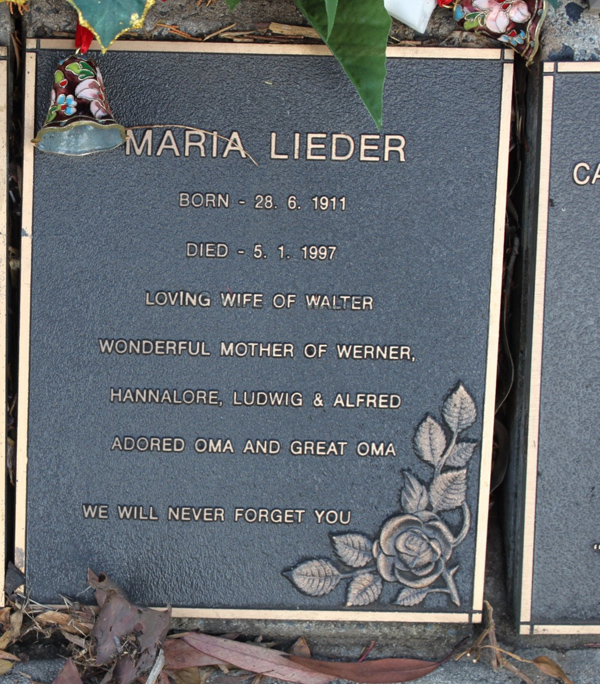 MARIA LIEDER
BORN - 28. 6. 1911
DIED - 5. 1. 1997
LOVING WIFE OF WALTER
WONDERFUL MOTHER OF WERNER,
HANNALORE, LUDWIG & ALFRED
ADORED OMA AND GREAT OMA
WE WILL NEVER FORGET YOU
CA